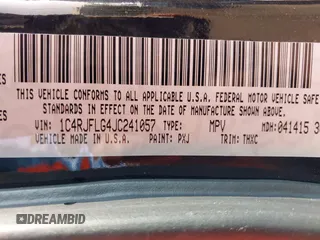 THIS VEHICLE CONFORMS TO ALL APPLICABLE U.S.A. FEDERAL MOTOR VEHICLE
STANDARDS IN EFFECT ON THE DATE OF MANUFACTURE SHOWN ABOVE.
VIN: 1C4RJFLG4JC241057 TYPE: MPV MDH: 041415 3
VEHICLE MADE IN U.S.A. PAINT: PXJ TRIM: THXC
DREAMBID